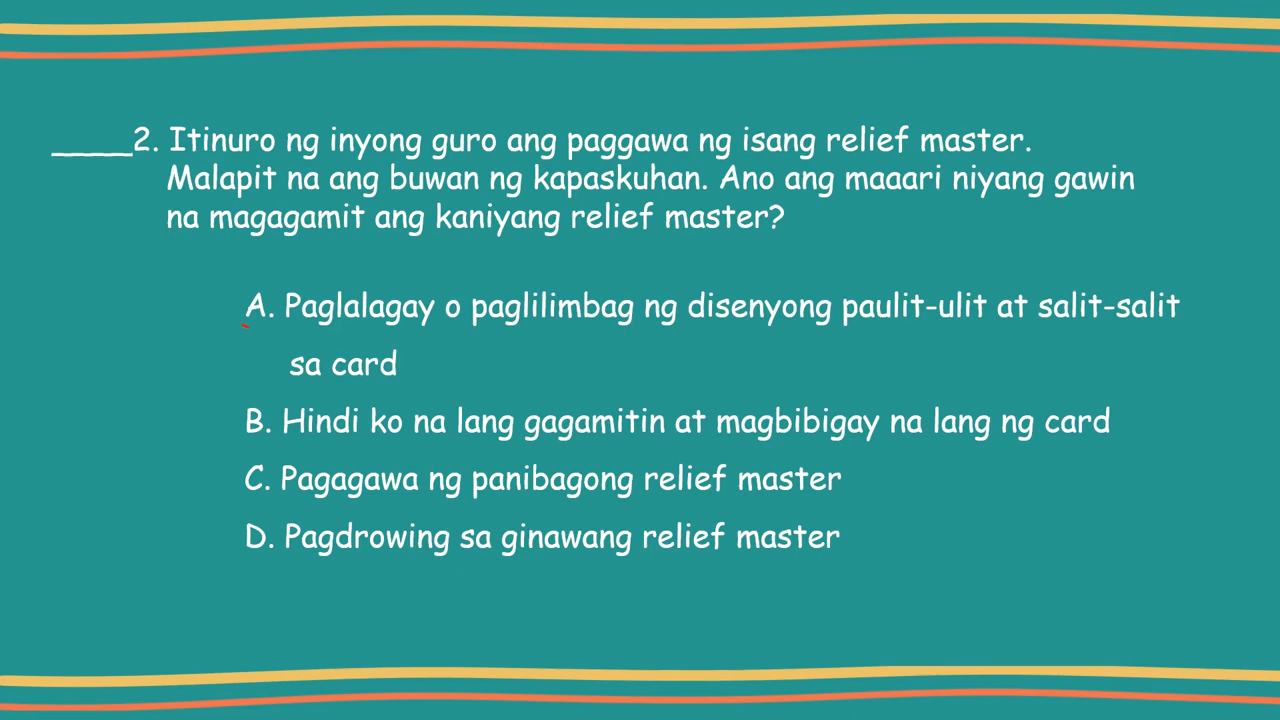 ____2. Itinuro ng inyong guro ang paggawa ng isang relief master.
Malapit na ang buwan ng kapaskuhan. Ano ang maaari niyang gawin
na magagamit ang kaniyang relief master?
A. Paglalagay o paglilimbag ng disenyong paulit-ulit at salit-salit
sa card
B. Hindi ko na lang gagamitin at magbibigay na lang ng card
C. Pagagawa ng panibagong relief master
D. Pagdrowing sa ginawang relief master